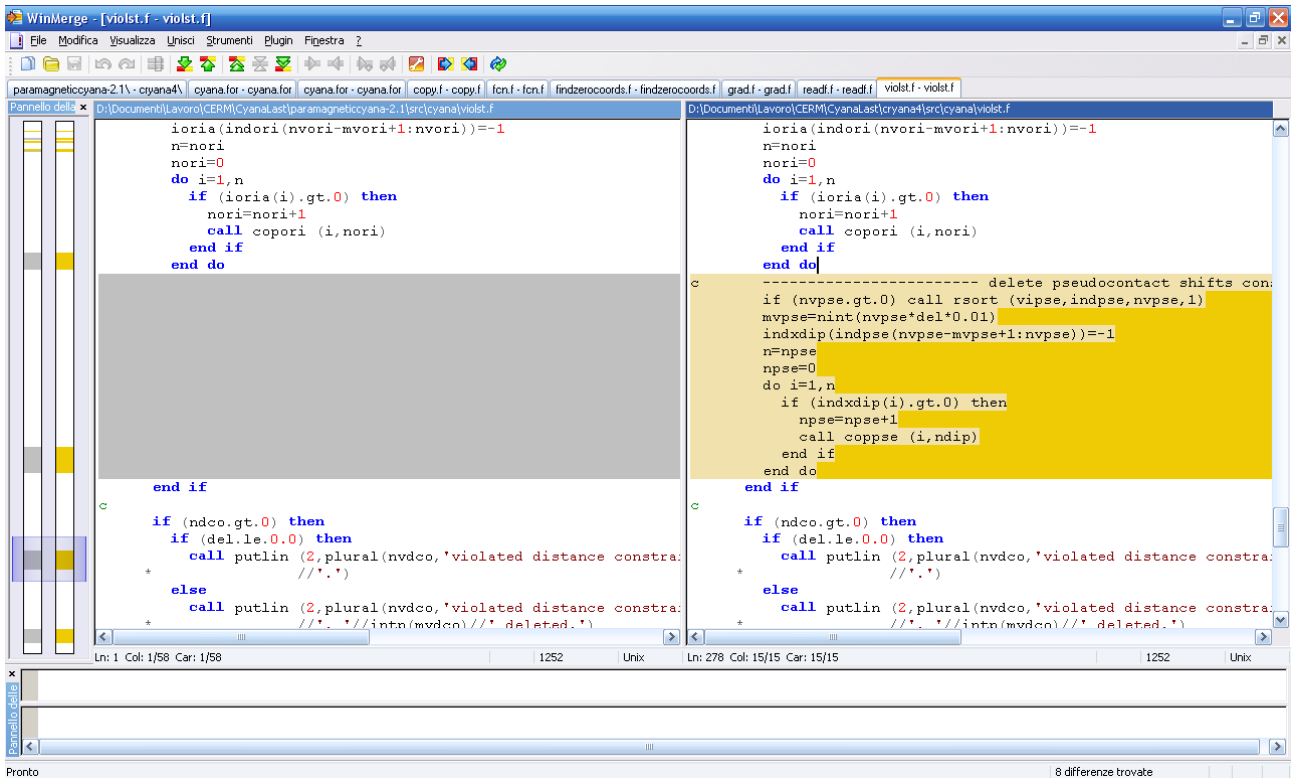 WinMerge - [violst.f - violst.f]
File Modifica Visualizza Unisci Strumenti Plugin Finestra ?
paramagneticcyana-2.1\ - cryana4\ cyana.for - cyana.for cyana.for - cyana.for copy.f - copy.f fcn.f - fcn.f findzerocoords.f - findzerocoords.f grad.f - grad.f readf.f - readf.f violst.f - violst.f
Pannello della
D:\Documenti\Lavoro\CERM\CyanaLast\paramagneticcyana-2.1\src\cyana\violst.f
ioria(indori(nvori-mvori+1:nvori))=-1
n=nori
nori=0
do i=1,n
if (ioria(i).gt.0) then
nori=nori+1
call copori (i,nori)
end if
end do
end if
c
if (ndco.gt.0) then
if (del.le.0.0) then
call putlin (2,plural(nvdco,'violated distance constra
* //'.')
else
call putlin (2,plural(nvdco,'violated distance constra
* //', '//intp(mvdco)//' deleted.')
Ln: 1 Col: 1/58 Car: 1/58 1252 Unix
D:\Documenti\Lavoro\CERM\CyanaLast\cryana4\src\cyana\violst.f
ioria(indori(nvori-mvori+1:nvori))=-1
n=nori
nori=0
do i=1,n
if (ioria(i).gt.0) then
nori=nori+1
call copori (i,nori)
end if
end do
c ------------------------ delete pseudocontact shifts con
if (nvpse.gt.0) call rsort (vipse,indpse,nvpse,1)
mvpse=nint(nvpse*del*0.01)
indxdip(indpse(nvpse-mvpse+1:nvpse))=-1
n=npse
npse=0
do i=1,n
if (indxdip(i).gt.0) then
npse=npse+1
call coppse (i,ndip)
end if
end do
end if
c
if (ndco.gt.0) then
if (del.le.0.0) then
call putlin (2,plural(nvdco,'violated distance constra
* //'.')
else
call putlin (2,plural(nvdco,'violated distance constra
* //', '//intp(mvdco)//' deleted.')
Ln: 278 Col: 15/15 Car: 15/15 1252 Unix
Pannello delle
Pronto 8 differenze trovate